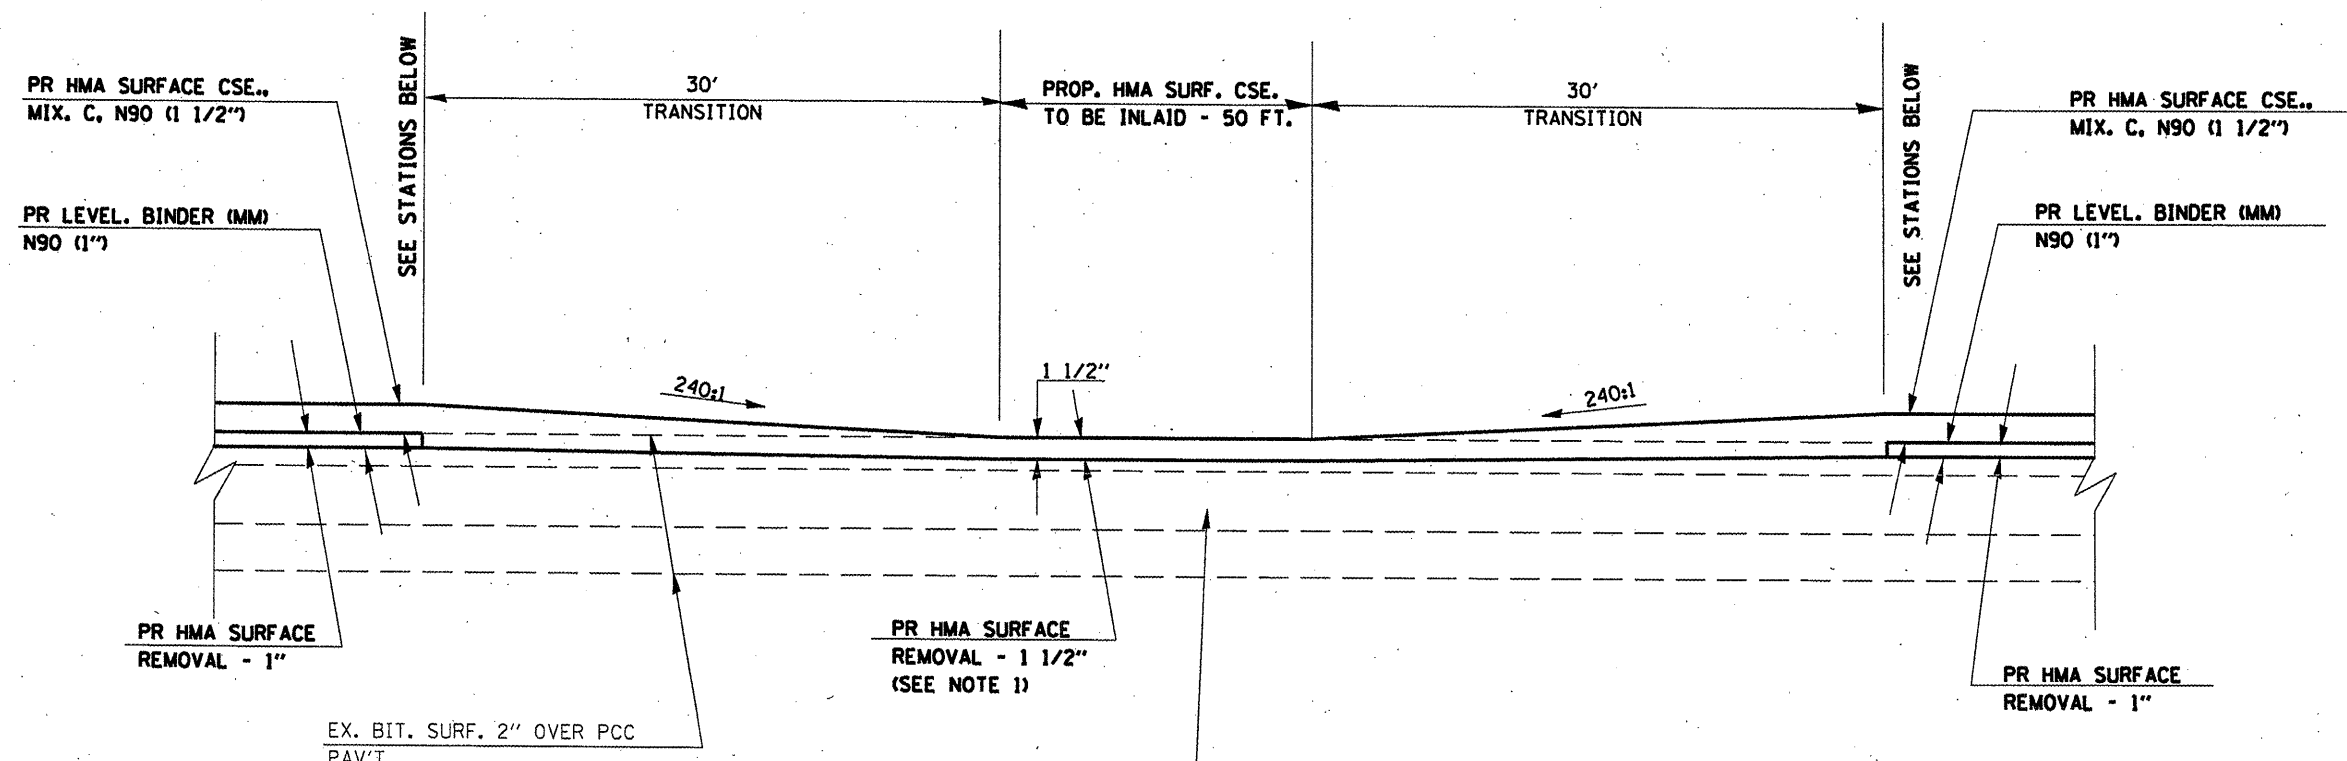 PR HMA SURFACE CSE.,
MIX. C, N90 (1 1/2")
PR LEVEL. BINDER (MM)
N90 (1")
SEE STATIONS BELOW
30'
TRANSITION
PROP. HMA SURF. CSE.
TO BE INLAID - 50 FT.
30'
TRANSITION
SEE STATIONS BELOW
PR HMA SURFACE CSE.,
MIX. C, N90 (1 1/2")
PR LEVEL. BINDER (MM)
N90 (1")
240:1
1 1/2"
240:1
PR HMA SURFACE
REMOVAL - 1"
PR HMA SURFACE
REMOVAL - 1 1/2"
(SEE NOTE 1)
PR HMA SURFACE
REMOVAL - 1"
EX. BIT. SURF. 2" OVER PCC
PAV'T